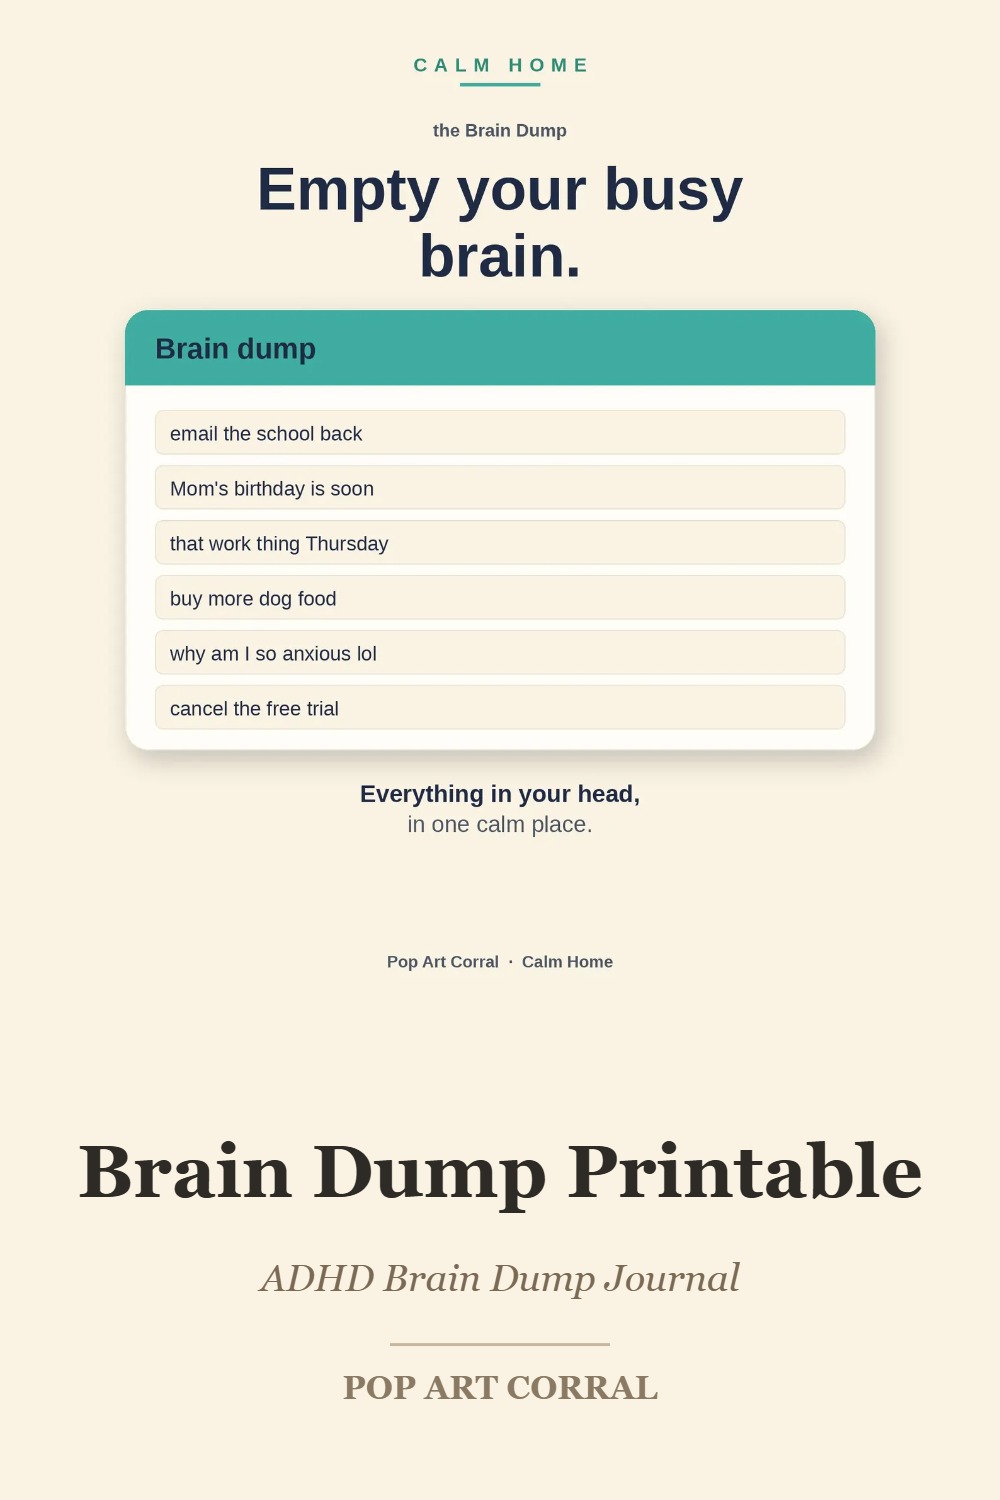 CALM HOME
the Brain Dump
Empty your busy
brain.
Brain dump
email the school back
Mom's birthday is soon
that work thing Thursday
buy more dog food
why am I so anxious lol
cancel the free trial
Everything in your head,
in one calm place.
Pop Art Corral · Calm Home
Brain Dump Printable
ADHD Brain Dump Journal
POP ART CORRAL